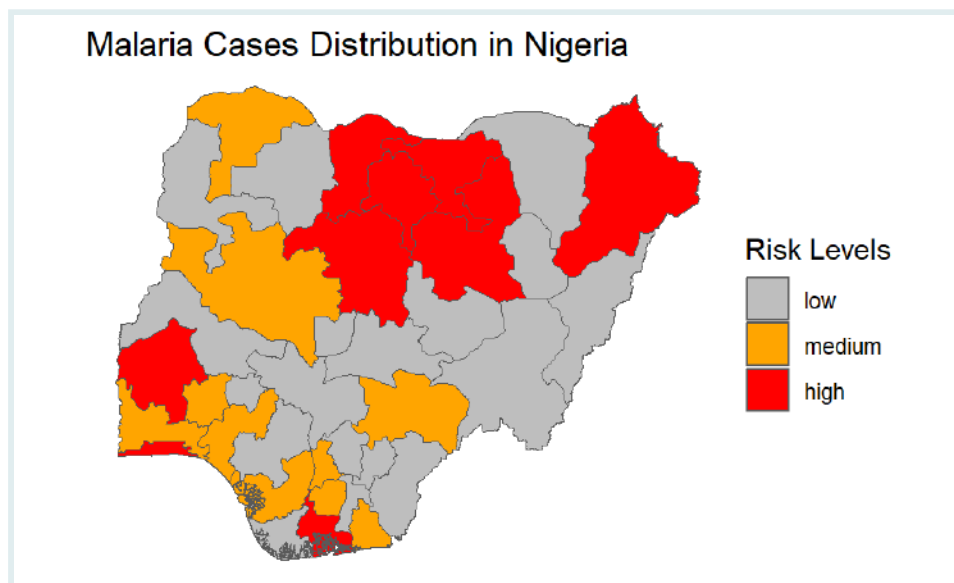 Malaria Cases Distribution in Nigeria
Risk Levels
low
medium
high